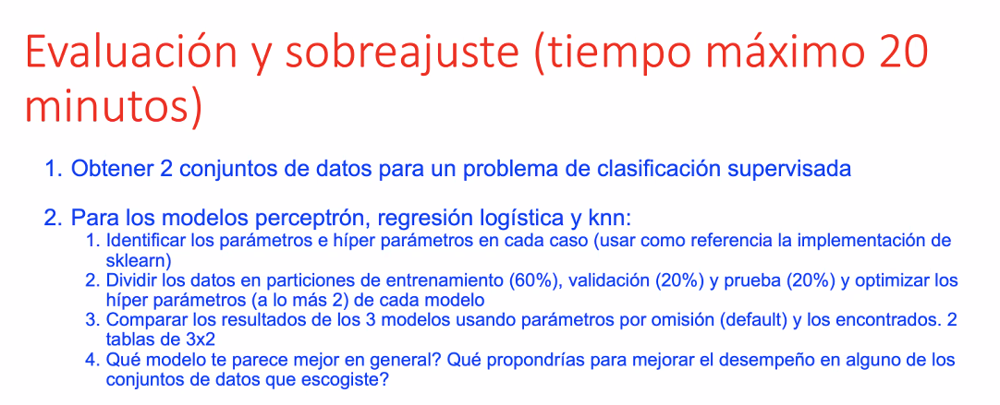 Evaluación y sobreajuste (tiempo máximo 20
minutos)
1. Obtener 2 conjuntos de datos para un problema de clasificación supervisada
2. Para los modelos perceptrón, regresión logística y knn:
1. Identificar los parámetros e híper parámetros en cada caso (usar como referencia la implementación de
sklearn)
2. Dividir los datos en particiones de entrenamiento (60%), validación (20%) y prueba (20%) y optimizar los
híper parámetros (a lo más 2) de cada modelo
3. Comparar los resultados de los 3 modelos usando parámetros por omisión (default) y los encontrados. 2
tablas de 3x2
4. Qué modelo te parece mejor en general? Qué propondrías para mejorar el desempeño en alguno de los
conjuntos de datos que escogiste?